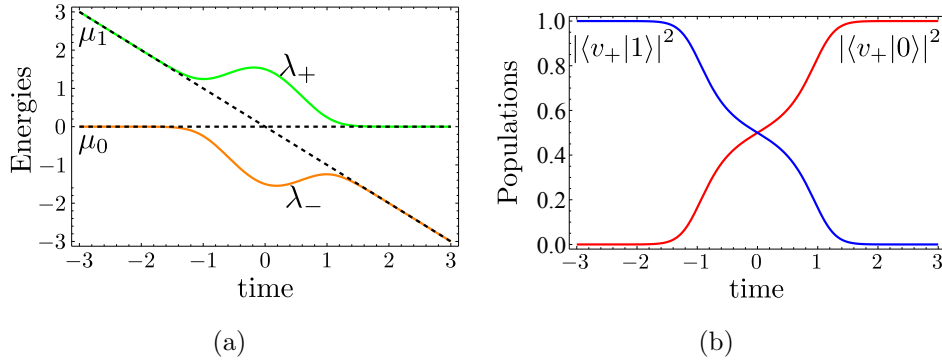 3
2
1
0
−1
−2
−3
Energies
μ₁
μ₀
λ₊
λ₋
−3 −2 −1 0 1 2 3
time
(a)
1.0
0.8
0.6
0.4
0.2
0.0
Populations
|⟨v₊|1⟩|² |⟨v₊|0⟩|²
−3 −2 −1 0 1 2 3
time
(b)